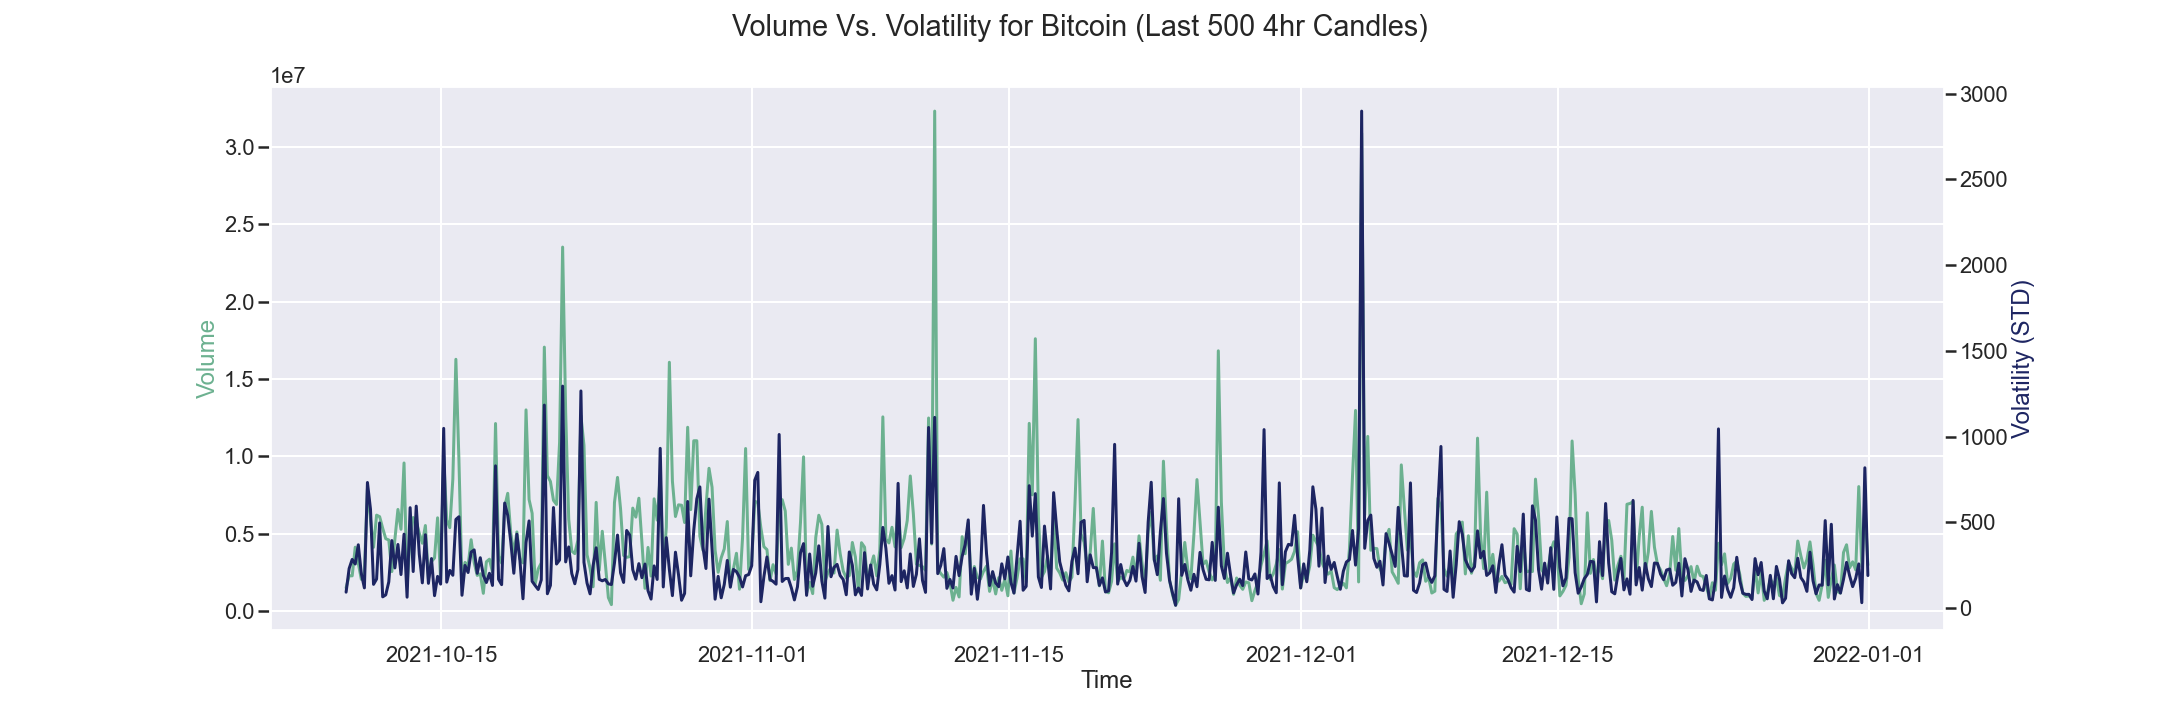 Volume Vs. Volatility for Bitcoin (Last 500 4hr Candles)
1e7
3.0
2.5
2.0
1.5
1.0
0.5
0.0
Volume
3000
2500
2000
1500
1000
500
0
Volatility (STD)
2021-10-15 2021-11-01 2021-11-15 2021-12-01 2021-12-15 2022-01-01
Time